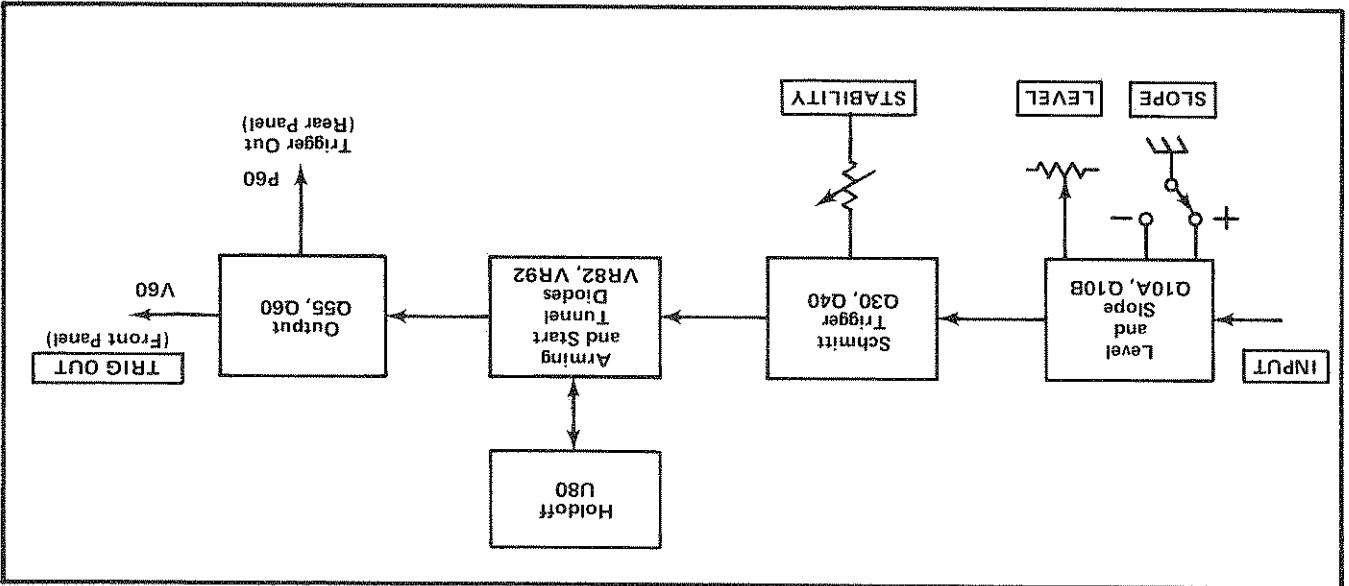 Holdoff
U80
INPUT
Level
and
Slope
Q10A, Q10B
Schmitt
Trigger
Q30, Q40
Arming
and Start
Tunnel
Diodes
VR82, VR92
Output
Q55, Q60
TRIG OUT
(Front Panel)
V60
+
−
P60
Trigger Out
(Rear Panel)
SLOPE
LEVEL
STABILITY